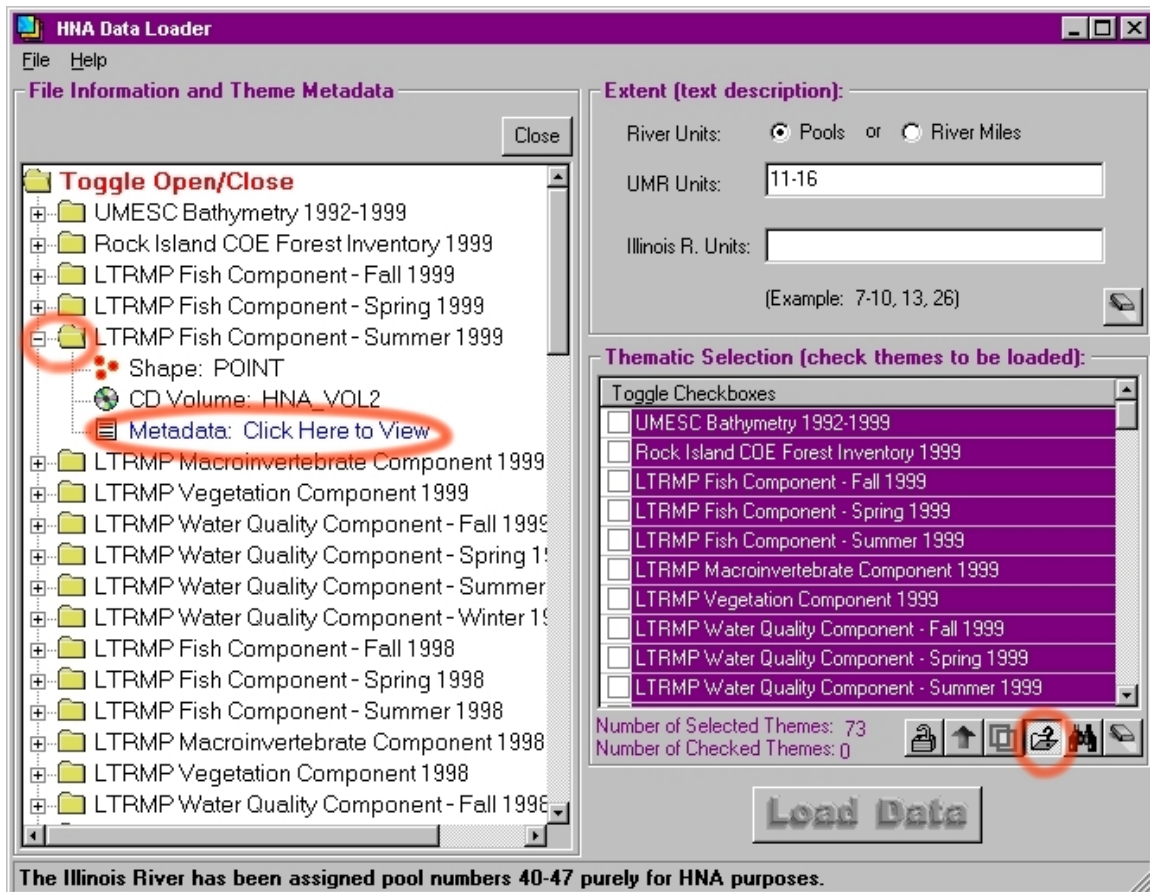 HNA Data Loader
File Help
File Information and Theme Metadata
Close
Toggle Open/Close
UMESC Bathymetry 1992-1999
Rock Island COE Forest Inventory 1999
LTRMP Fish Component - Fall 1999
LTRMP Fish Component - Spring 1999
LTRMP Fish Component - Summer 1999
Shape: POINT
CD Volume: HNA_VOL2
Metadata: Click Here to View
LTRMP Macroinvertebrate Component 1999
LTRMP Vegetation Component 1999
LTRMP Water Quality Component - Fall 1999
LTRMP Water Quality Component - Spring 19
LTRMP Water Quality Component - Summer
LTRMP Water Quality Component - Winter 19
LTRMP Fish Component - Fall 1998
LTRMP Fish Component - Spring 1998
LTRMP Fish Component - Summer 1998
LTRMP Macroinvertebrate Component 1998
LTRMP Vegetation Component 1998
LTRMP Water Quality Component - Fall 1998
Extent (text description):
River Units: Pools or River Miles
UMR Units: 11-16
Illinois R. Units:
(Example: 7-10, 13, 26)
Thematic Selection (check themes to be loaded):
Toggle Checkboxes
UMESC Bathymetry 1992-1999
Rock Island COE Forest Inventory 1999
LTRMP Fish Component - Fall 1999
LTRMP Fish Component - Spring 1999
LTRMP Fish Component - Summer 1999
LTRMP Macroinvertebrate Component 1999
LTRMP Vegetation Component 1999
LTRMP Water Quality Component - Fall 1999
LTRMP Water Quality Component - Spring 1999
LTRMP Water Quality Component - Summer 1999
Number of Selected Themes: 73
Number of Checked Themes: 0
Load Data
The Illinois River has been assigned pool numbers 40-47 purely for HNA purposes.